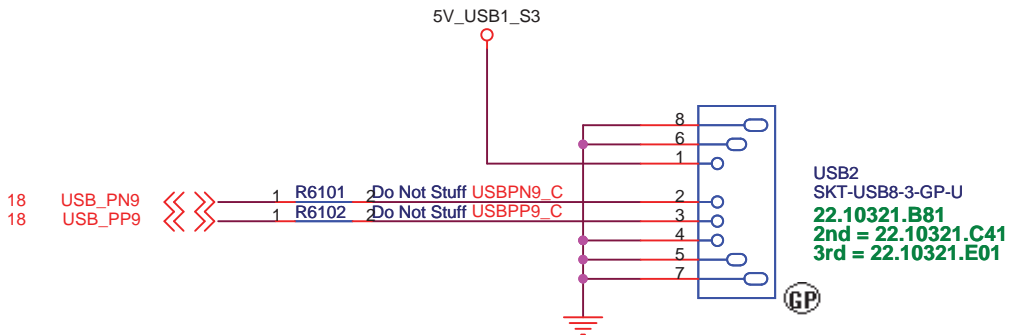 5V_USB1_S3
8
6
1
18 USB_PN9 1 R6101 2 Do Not Stuff USBPN9_C 2
18 USB_PP9 1 R6102 2 Do Not Stuff USBPP9_C 3
4
5
7
USB2
SKT-USB8-3-GP-U
22.10321.B81
2nd = 22.10321.C41
3rd = 22.10321.E01
GP